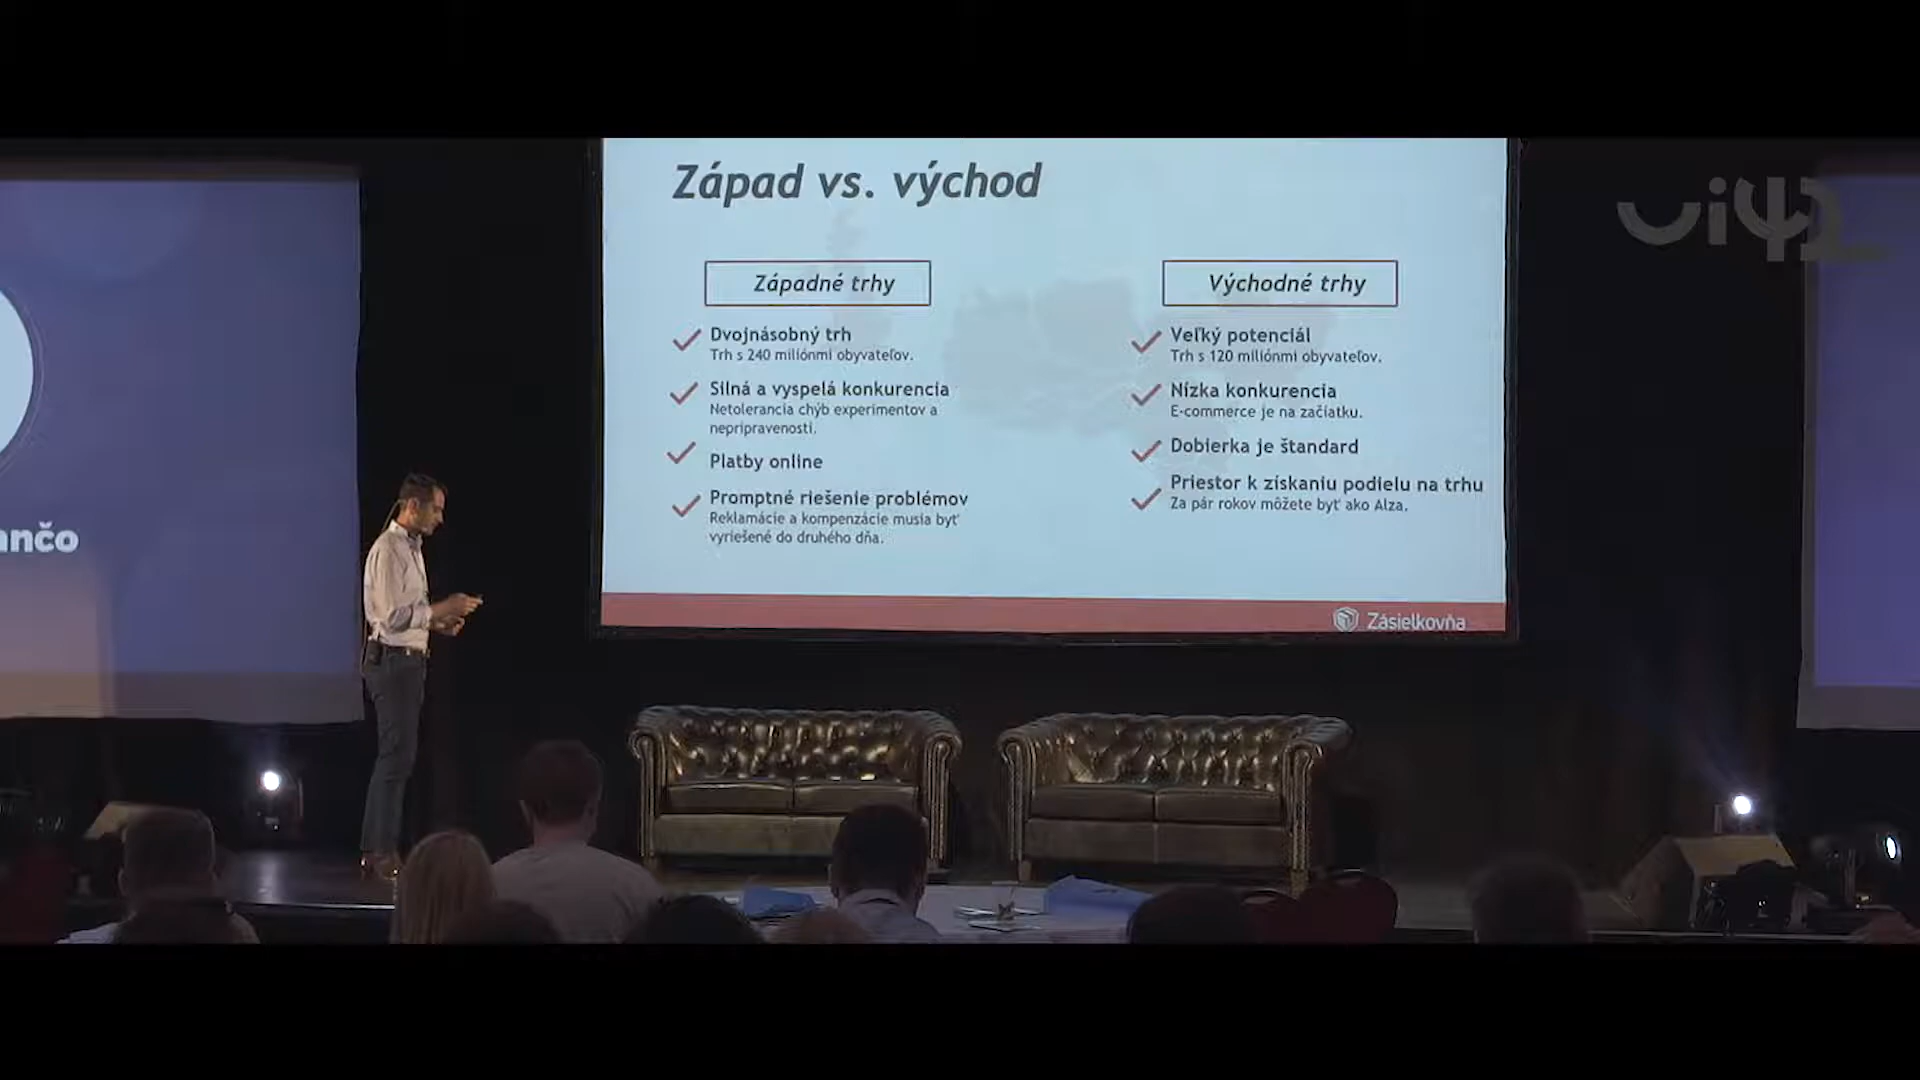 Západ vs. východ
Západné trhy
Dvojnásobný trh
Trh s 240 miliónmi obyvateľov.
Silná a vyspelá konkurencia
Netolerancia chýb experimentov a
nepripravenosti.
Platby online
Promptné riešenie problémov
Reklamácie a kompenzácie musia byť
vyriešené do druhého dňa.
Východné trhy
Veľký potenciál
Trh s 120 miliónmi obyvateľov.
Nízka konkurencia
E-commerce je na začiatku.
Dobierka je štandard
Priestor k získaniu podielu na trhu
Za pár rokov môžete byť ako Alza.
Zásielkovňa